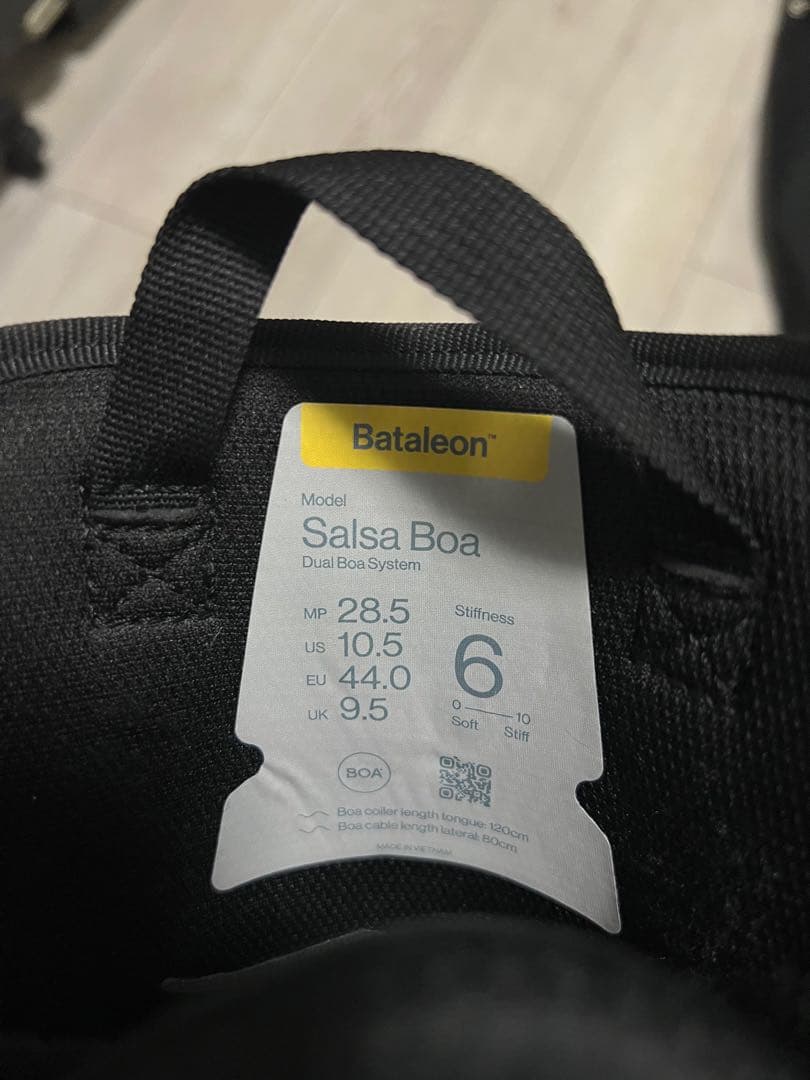 Bataleon™
Model
Salsa Boa
Dual Boa System
MP 28.5
US 10.5
EU 44.0
UK 9.5
Stiffness
6
0 10
Soft Stiff
BOA
Boa coiler length tongue: 120cm
Boa cable length lateral: 80cm
MADE IN VIETNAM